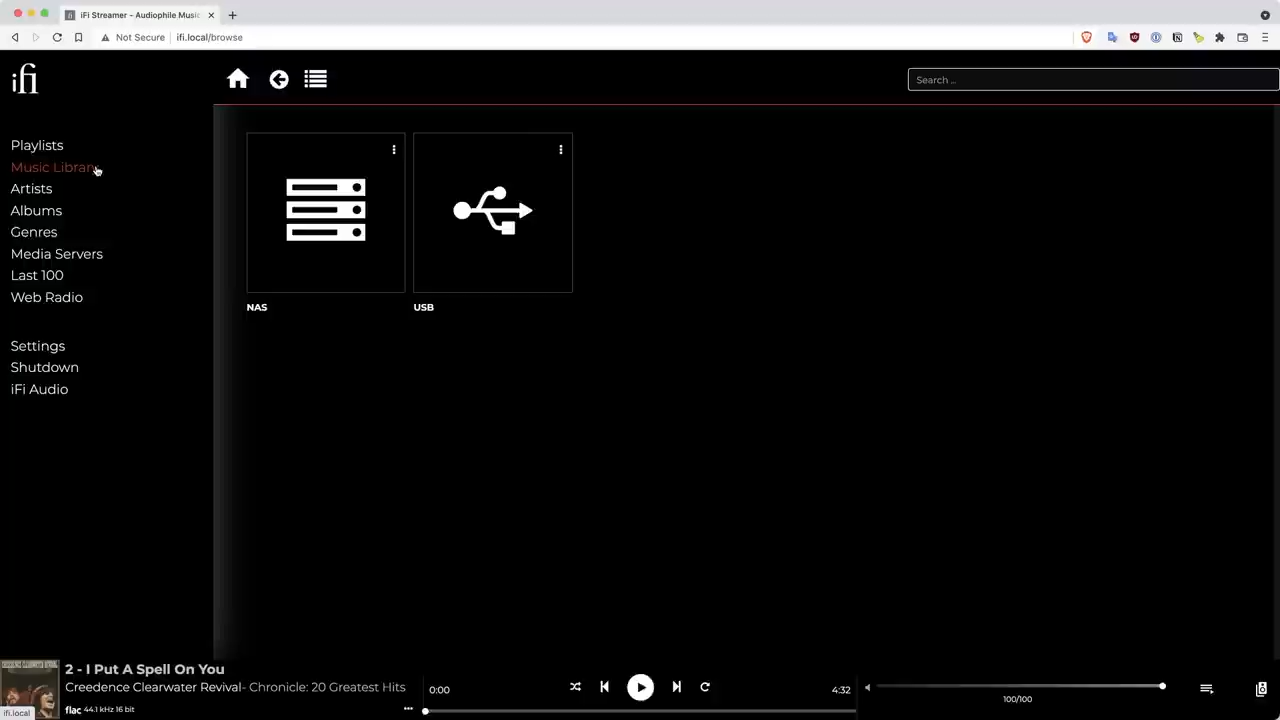 iFi Streamer – Audiophile Music
Not Secure
ifi.local/browse
iFi
Search ...
Playlists
Music Library
Artists
Albums
Genres
Media Servers
Last 100
Web Radio
Settings
Shutdown
iFi Audio
NAS
USB
2 - I Put A Spell On You
Creedence Clearwater Revival- Chronicle: 20 Greatest Hits
flac 44.1 kHz 16 bit
0:00
4:32
100/100
ifi.local